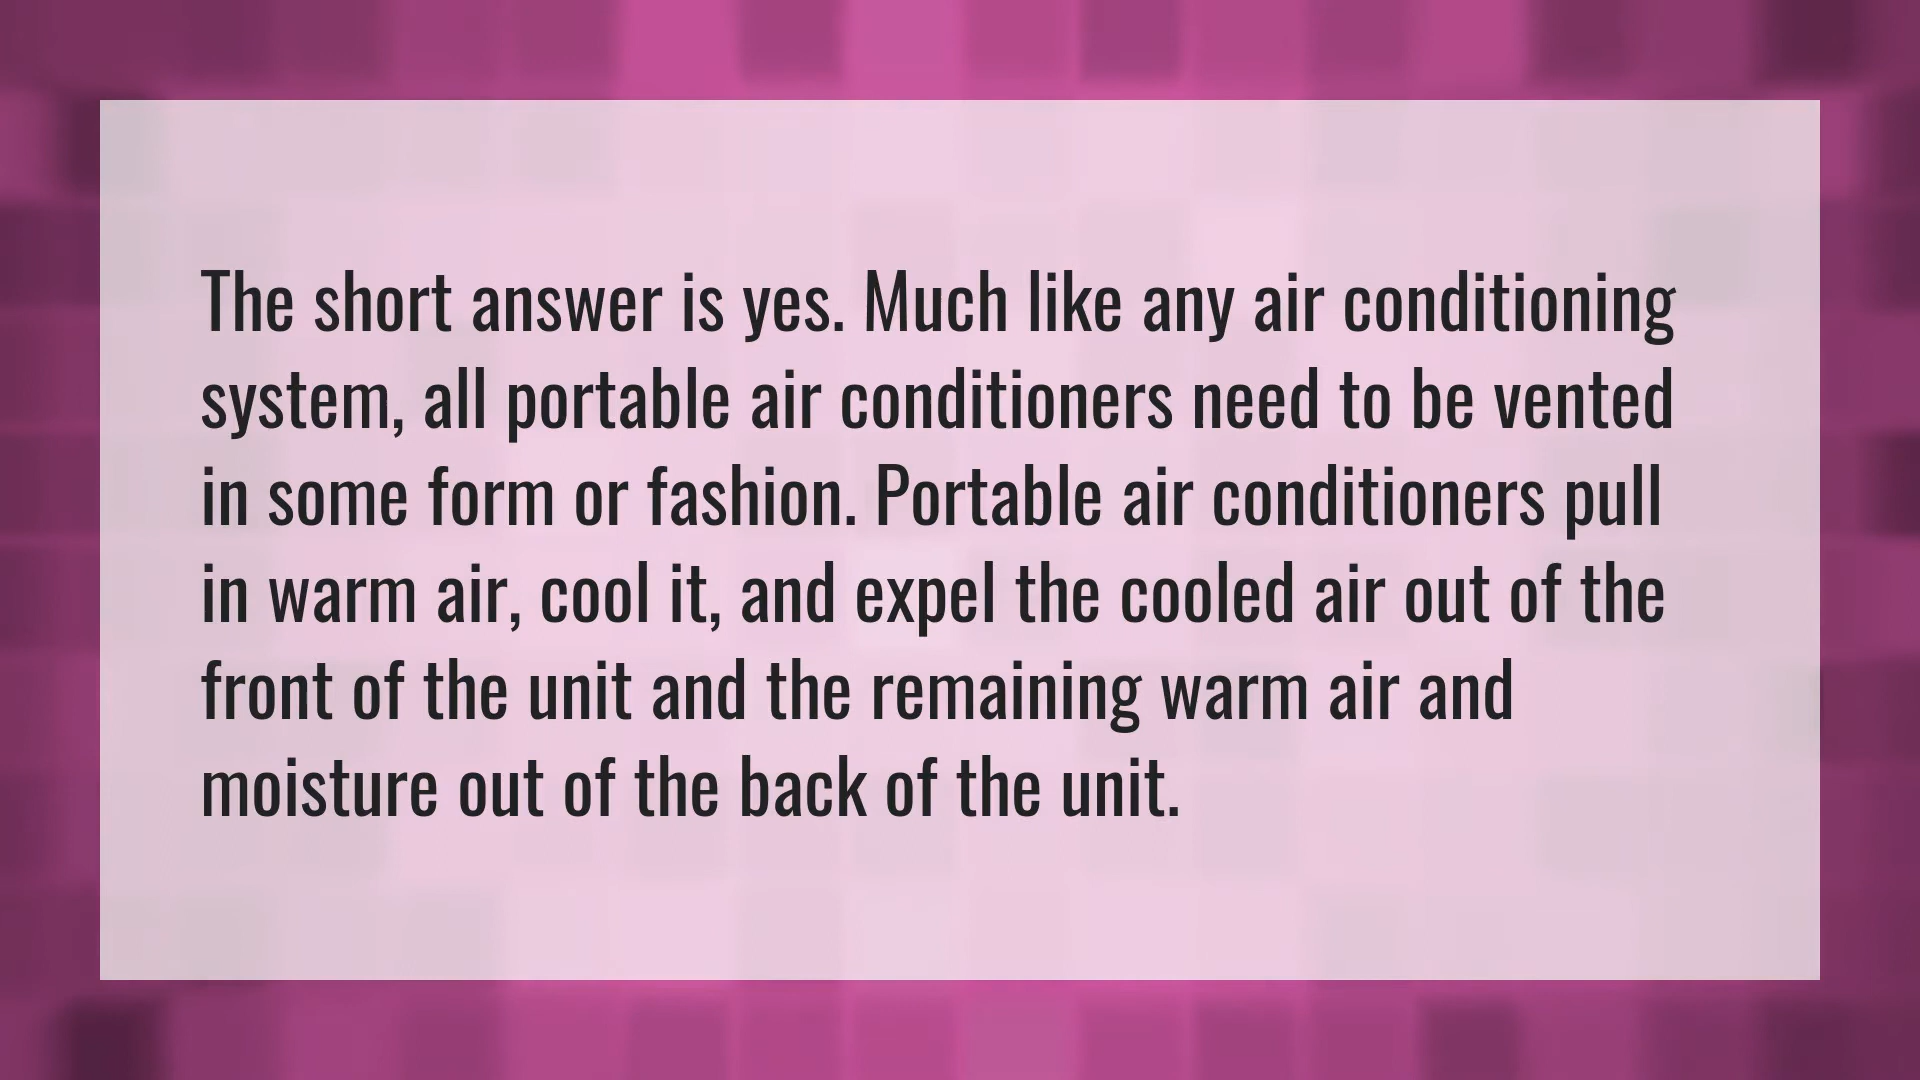 The short answer is yes. Much like any air conditioning
system, all portable air conditioners need to be vented
in some form or fashion. Portable air conditioners pull
in warm air, cool it, and expel the cooled air out of the
front of the unit and the remaining warm air and
moisture out of the back of the unit.